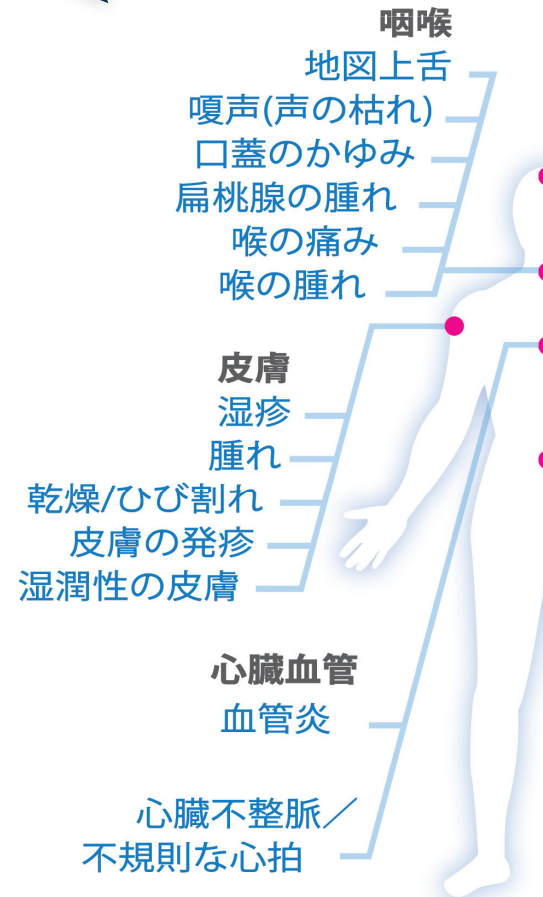 咽喉
地図上舌
嗄声(声の枯れ)
口蓋のかゆみ
扁桃腺の腫れ
喉の痛み
喉の腫れ
皮膚
湿疹
腫れ
乾燥/ひび割れ
皮膚の発疹
湿潤性の皮膚
心臓血管
血管炎
心臓不整脈／
不規則な心拍